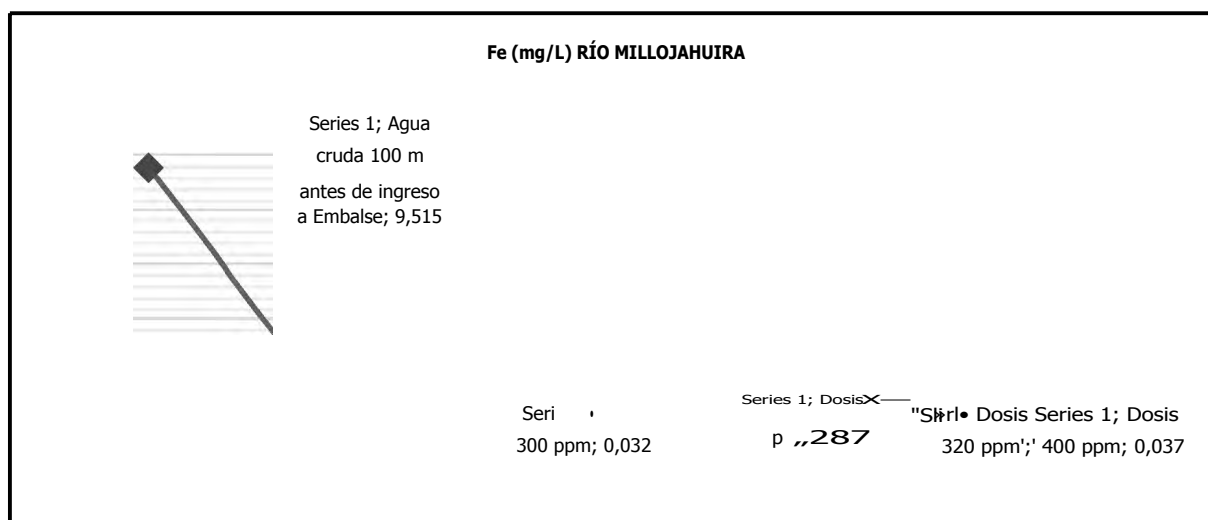 Fe (mg/L) RÍO MILLOJAHUIRA
Series 1; Agua
cruda 100 m
antes de ingreso
a Embalse; 9,515
Seri
300 ppm; 0,032
Series 1; Dosis
p „287
Dosis Series 1; Dosis
320 ppm';' 400 ppm; 0,037